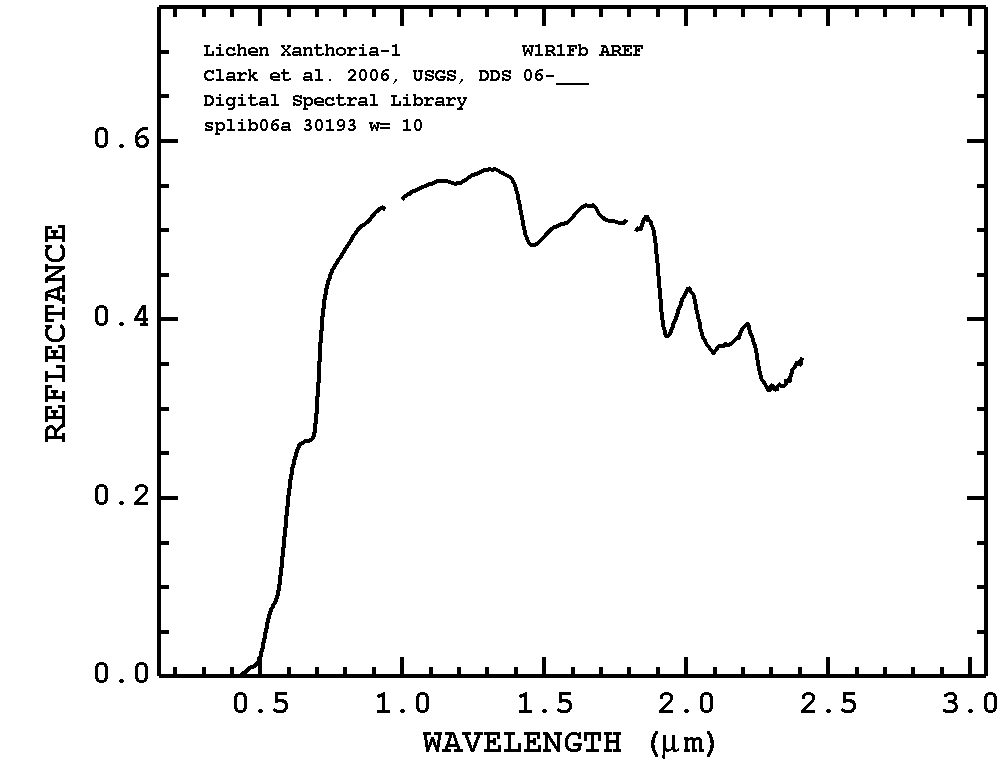 Lichen Xanthoria-1 W1R1Fb AREF
Clark et al. 2006, USGS, DDS 06-___
Digital Spectral Library
splib06a 30193 w= 10
0.6
0.4
0.2
0.0
REFLECTANCE
0.5 1.0 1.5 2.0 2.5 3.0
WAVELENGTH (μm)